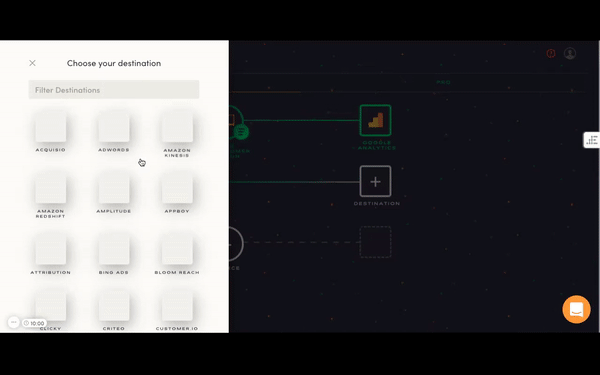 Choose your destination
Filter Destinations
ACQUISIO
ADWORDS
AMAZON
KINESIS
AMAZON
REDSHIFT
AMPLITUDE
APPBOY
ATTRIBUTION
BING ADS
BLOOM REACH
CLICKY
CRITEO
CUSTOMER.IO
10:00
GOOGLE
ANALYTICS
DESTINATION